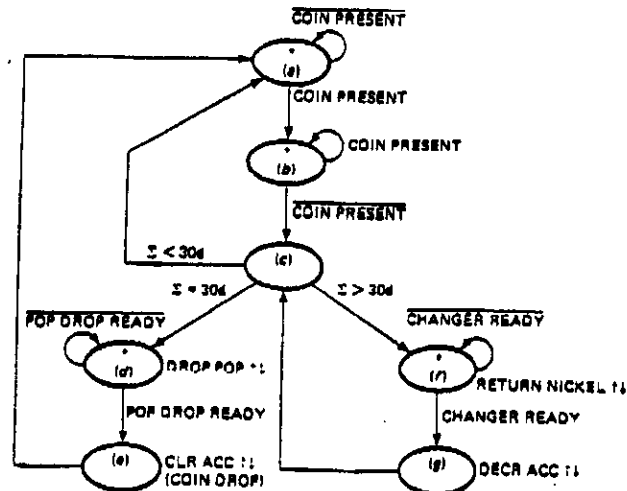 COIN PRESENT
*
(a)
COIN PRESENT
*
(b)
COIN PRESENT
COIN PRESENT
(c)
Σ < 30¢
Σ = 30¢
Σ > 30¢
POP DROP READY
CHANGER READY
*
(d)
DROP POP ↑↓
*
(f)
RETURN NICKEL ↑↓
POP DROP READY
CHANGER READY
(e)
CLR ACC ↑↓
(COIN DROP)
(g)
DECR ACC ↑↓